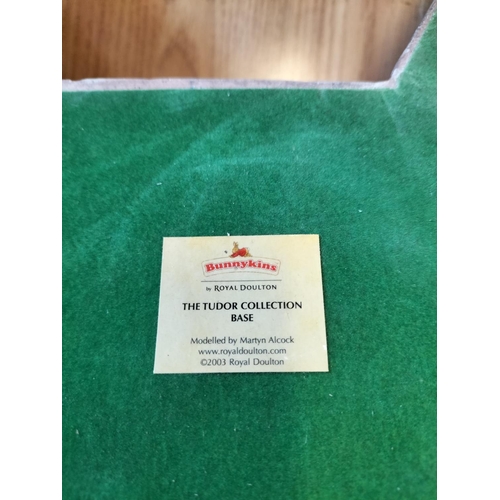 Bunnykins
by ROYAL DOULTON
THE TUDOR COLLECTION
BASE
Modelled by Martyn Alcock
www.royaldoulton.com
©2003 Royal Doulton